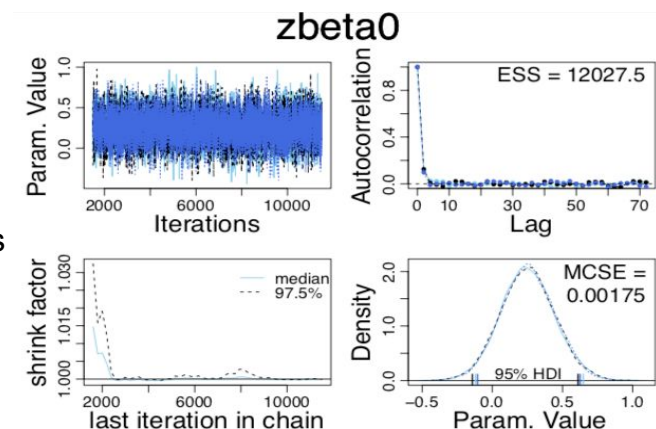 zbeta0
Param. Value
0.0 0.5 1.0
2000 6000 10000
Iterations
Autocorrelation
0.0 0.4 0.8
ESS = 12027.5
0 10 30 50 70
Lag
s
shrink factor
1.000 1.015 1.030
median
97.5%
2000 6000 10000
last iteration in chain
Density
0.0 1.0 2.0
MCSE =
0.00175
95% HDI
−0.5 0.0 0.5 1.0
Param. Value